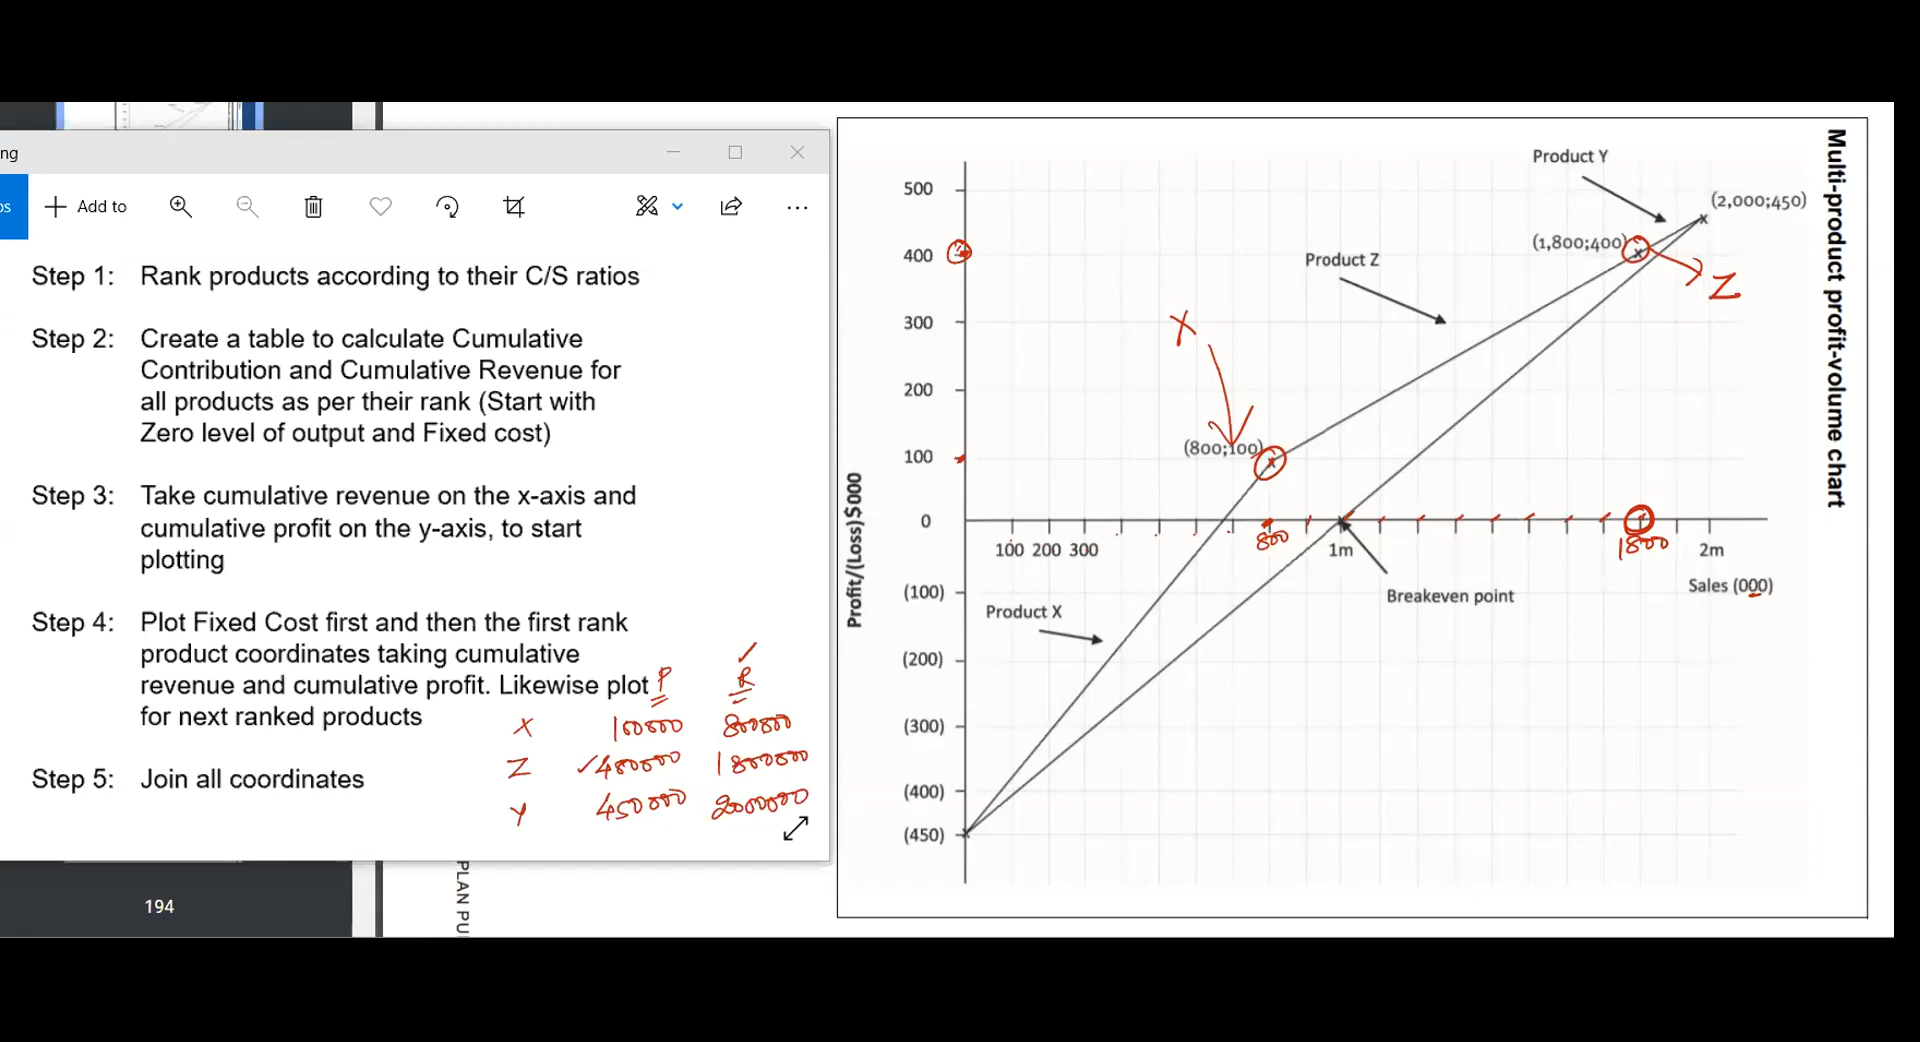 ng
os
Add to
Step 1: Rank products according to their C/S ratios
Step 2: Create a table to calculate Cumulative
Contribution and Cumulative Revenue for
all products as per their rank (Start with
Zero level of output and Fixed cost)
Step 3: Take cumulative revenue on the x-axis and
cumulative profit on the y-axis, to start
plotting
Step 4: Plot Fixed Cost first and then the first rank
product coordinates taking cumulative
revenue and cumulative profit. Likewise plot
for next ranked products
Step 5: Join all coordinates
P R
X 100000 800000
Z 400000 1800000
Y 450000 2000000
194
PLAN PU
Multi-product profit-volume chart
Profit/(Loss) $000
500
400
300
200
100
0
(100)
(200)
(300)
(400)
(450)
100 200 300
800
1m
1800
2m
Sales (000)
Product Y
(2,000;450)
(1,800;400)
Z
Product Z
X
(800;100)
Breakeven point
Product X